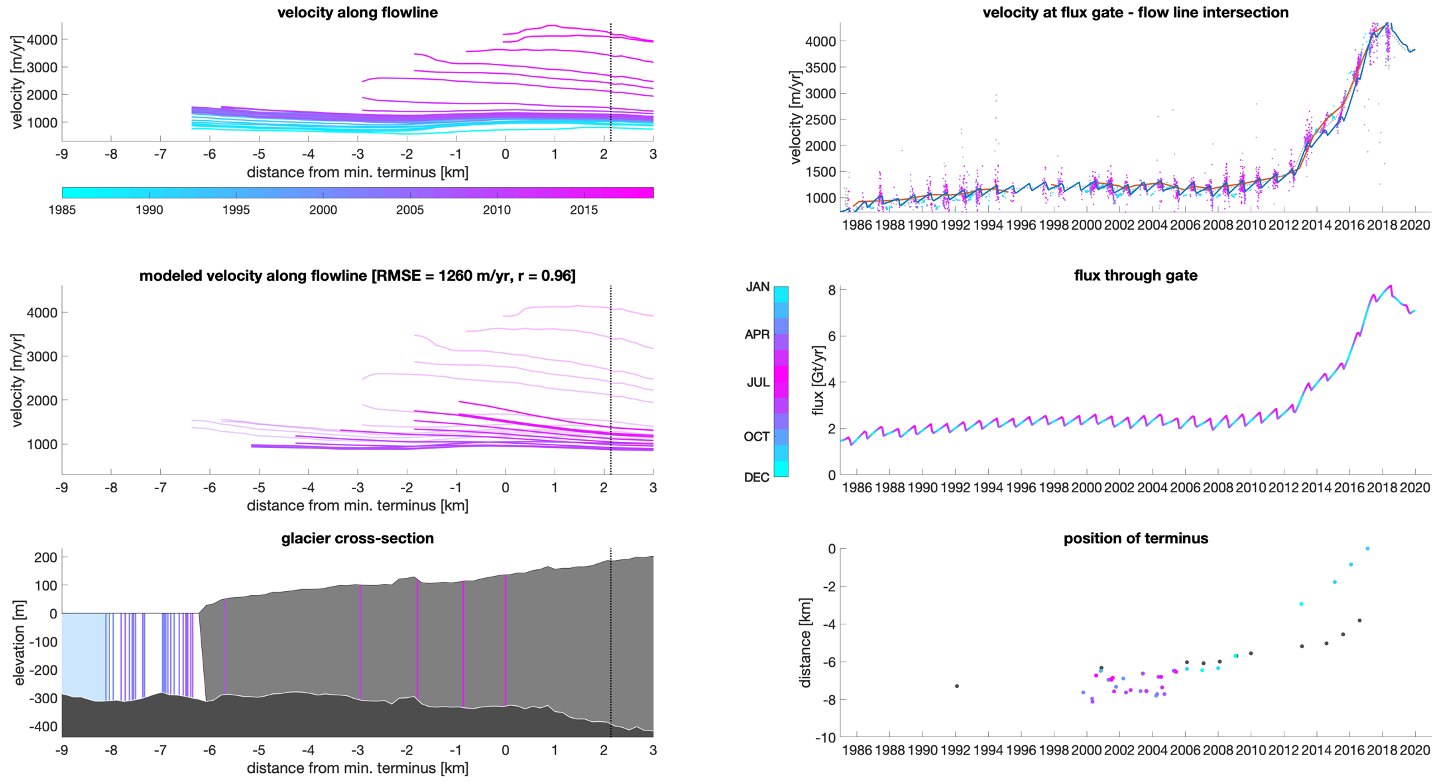 velocity along flowline
velocity [m/yr]
4000
3000
2000
1000
-9 -8 -7 -6 -5 -4 -3 -2 -1 0 1 2 3
distance from min. terminus [km]
1985 1990 1995 2000 2005 2010 2015
velocity at flux gate - flow line intersection
velocity [m/yr]
4000
3500
3000
2500
2000
1500
1000
1986 1988 1990 1992 1994 1996 1998 2000 2002 2004 2006 2008 2010 2012 2014 2016 2018 2020
modeled velocity along flowline [RMSE = 1260 m/yr, r = 0.96]
velocity [m/yr]
4000
3000
2000
1000
-9 -8 -7 -6 -5 -4 -3 -2 -1 0 1 2 3
distance from min. terminus [km]
JAN
APR
JUL
OCT
DEC
flux through gate
flux [Gt/yr]
8
6
4
2
0
1986 1988 1990 1992 1994 1996 1998 2000 2002 2004 2006 2008 2010 2012 2014 2016 2018 2020
glacier cross-section
elevation [m]
200
100
0
-100
-200
-300
-400
-9 -8 -7 -6 -5 -4 -3 -2 -1 0 1 2 3
distance from min. terminus [km]
position of terminus
distance [km]
0
-2
-4
-6
-8
-10
1986 1988 1990 1992 1994 1996 1998 2000 2002 2004 2006 2008 2010 2012 2014 2016 2018 2020